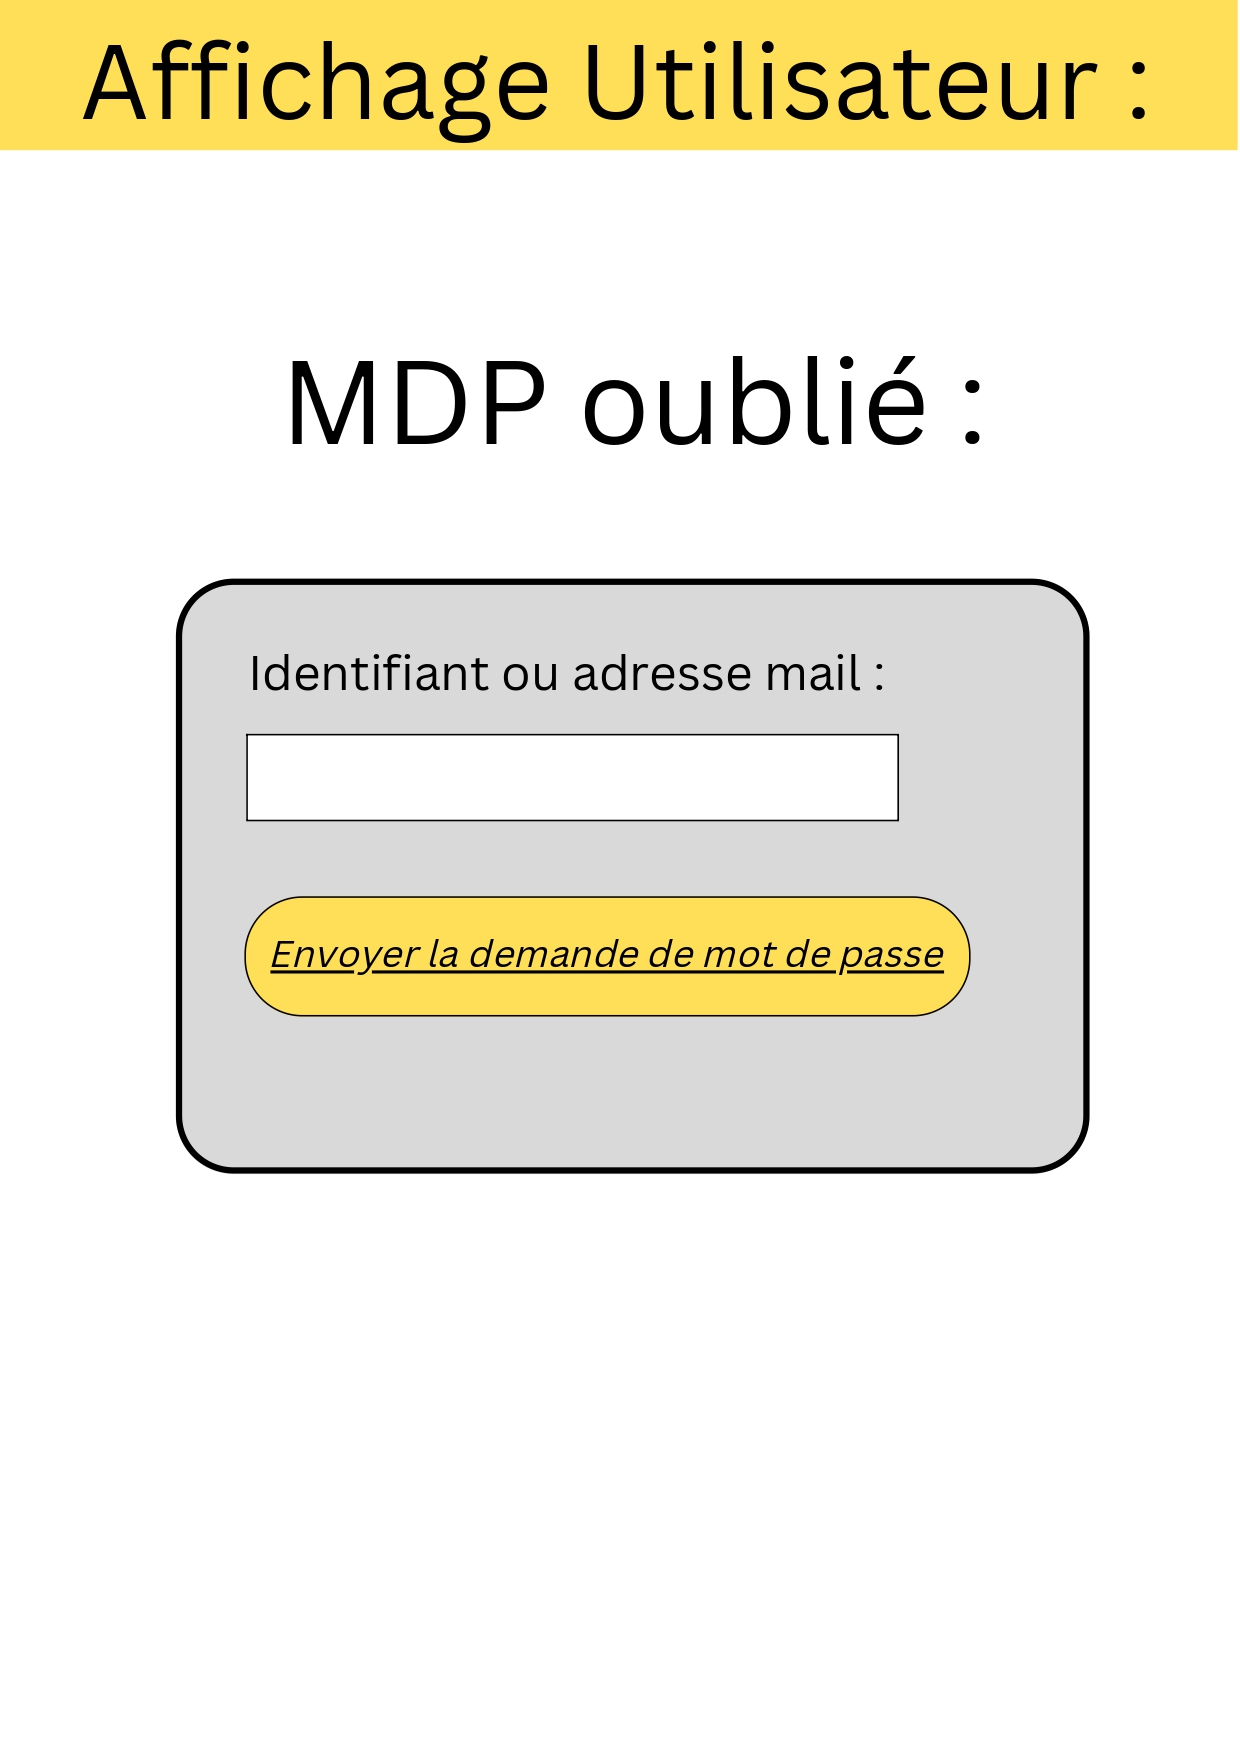 Affichage Utilisateur :
MDP oublié :
Identifiant ou adresse mail :
Envoyer la demande de mot de passe